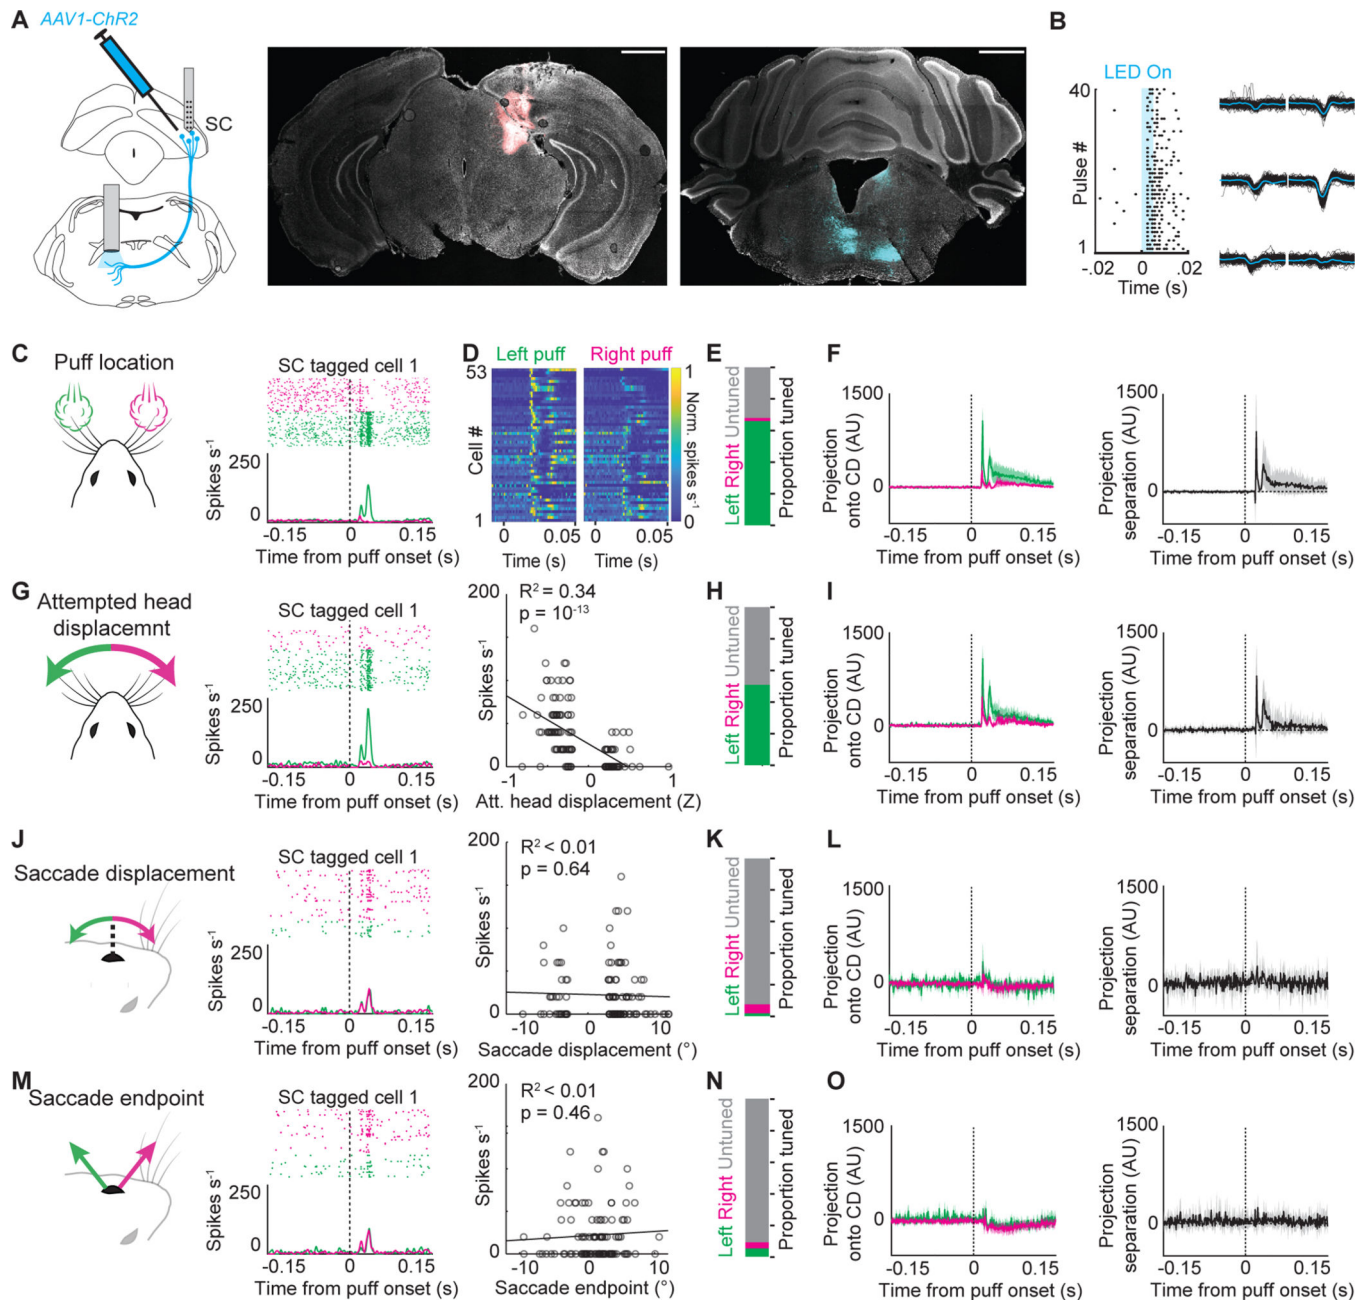 A
AAV1-ChR2
SC
B
LED On
40
Pulse #
1
-.02
0
0
.02
Time (s)
C
Puff location
SC tagged cell 1
Spikes s-1
250
0
-0.15
0
0.15
Time from puff onset (s)
D
Left puff
Right puff
53
Cell #
1
0
0.05
0
0.05
Time (s)
Time (s)
1
Norm. spikes s-1
0
E
Left Right Untuned
Proportion tuned
F
Projection
onto CD (AU)
1500
0
-0.15
0
0.15
Time from puff onset (s)
Projection
separation (AU)
1500
0
-0.15
0
0.15
Time from puff onset (s)
G
Attempted head
displacemnt
SC tagged cell 1
Spikes s-1
250
0
-0.15
0
0.15
Time from puff onset (s)
200
R2 = 0.34
p = 10-13
Spikes s-1
0
-1
0
1
Att. head displacement (Z)
H
Left Right Untuned
Proportion tuned
I
Projection
onto CD (AU)
1500
0
-0.15
0
0.15
Time from puff onset (s)
Projection
separation (AU)
1500
0
-0.15
0
0.15
Time from puff onset (s)
J
Saccade displacement
SC tagged cell 1
Spikes s-1
250
0
-0.15
0
0.15
Time from puff onset (s)
200
R2 < 0.01
p = 0.64
Spikes s-1
0
-10
0
10
Saccade displacement (°)
K
Left Right Untuned
Proportion tuned
L
Projection
onto CD (AU)
1500
0
-0.15
0
0.15
Time from puff onset (s)
Projection
separation (AU)
1500
0
-0.15
0
0.15
Time from puff onset (s)
M
Saccade endpoint
SC tagged cell 1
Spikes s-1
250
0
-0.15
0
0.15
Time from puff onset (s)
200
R2 < 0.01
p = 0.46
Spikes s-1
0
-10
0
10
Saccade endpoint (°)
N
Left Right Untuned
Proportion tuned
O
Projection
onto CD (AU)
1500
0
-0.15
0
0.15
Time from puff onset (s)
Projection
separation (AU)
1500
0
-0.15
0
0.15
Time from puff onset (s)